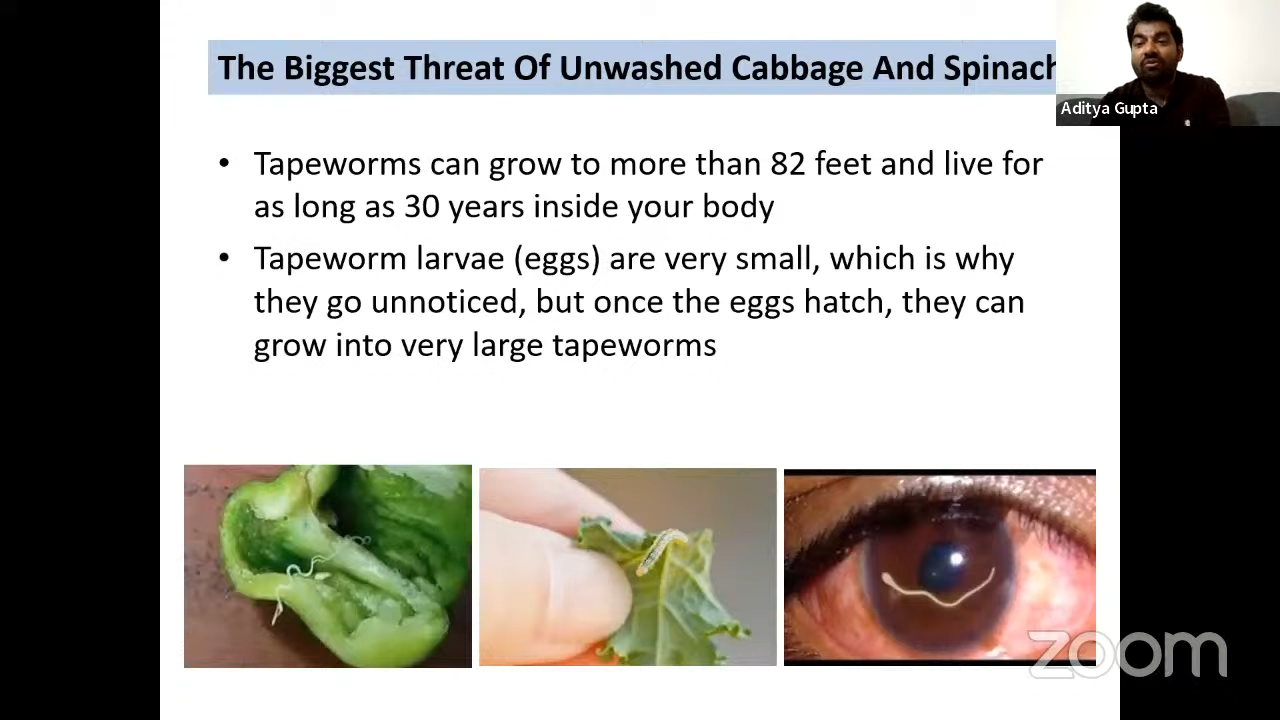 The Biggest Threat Of Unwashed Cabbage And Spinach
Aditya Gupta
• Tapeworms can grow to more than 82 feet and live for
as long as 30 years inside your body
• Tapeworm larvae (eggs) are very small, which is why
they go unnoticed, but once the eggs hatch, they can
grow into very large tapeworms
zoom